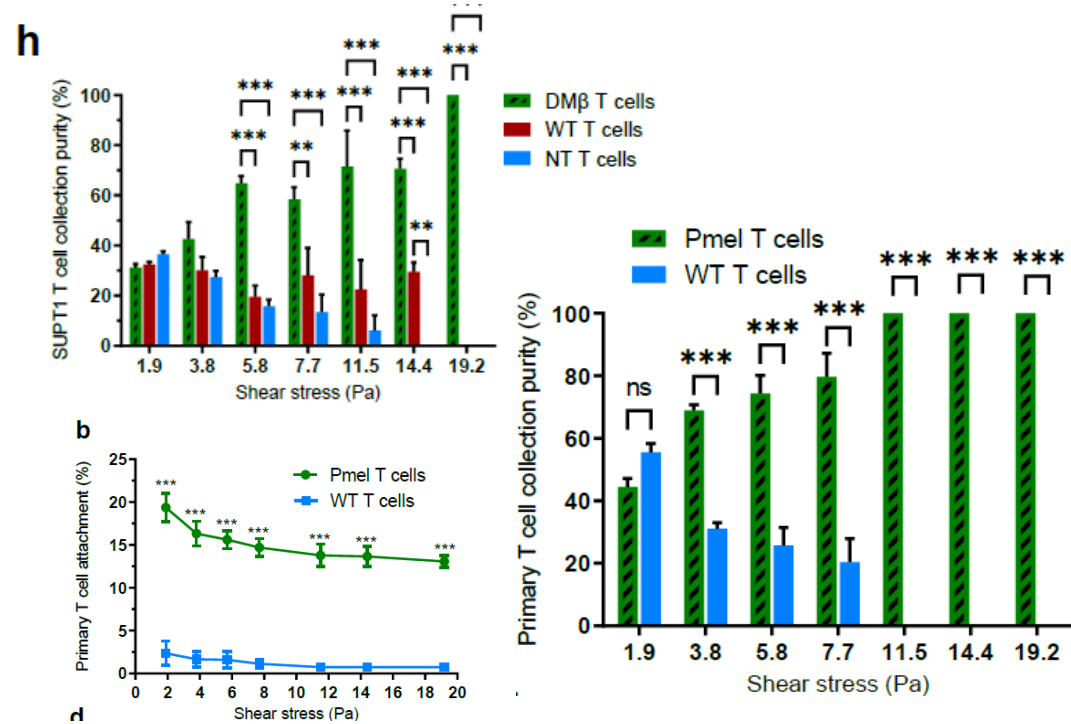 h
SUPT1 T cell collection purity (%)
100
80
60
40
20
0
*** *** *** ** *** *** *** *** ** *** ***
1.9 3.8 5.8 7.7 11.5 14.4 19.2
Shear stress (Pa)
DMβ T cells
WT T cells
NT T cells
b
Primary T cell attachment (%)
25
20
15
10
5
0
Pmel T cells
WT T cells
*** *** *** *** *** *** ***
0 2 4 6 8 10 12 14 16 18 20
Shear stress (Pa)
d
Pmel T cells
WT T cells
Primary T cell collection purity (%)
100
80
60
40
20
0
ns *** *** *** *** *** ***
1.9 3.8 5.8 7.7 11.5 14.4 19.2
Shear stress (Pa)